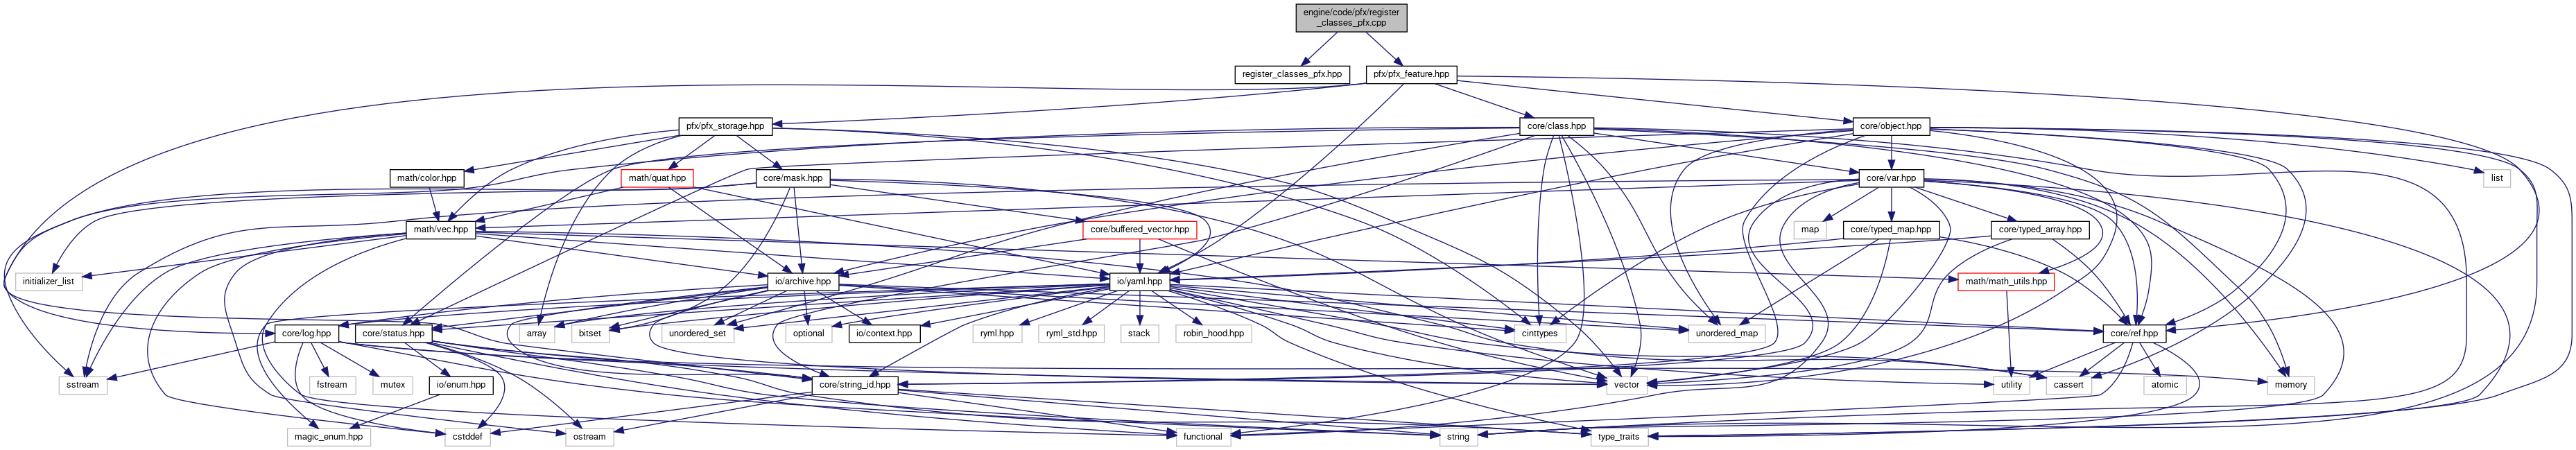 engine/code/pfx/register
_classes_pfx.cpp
register_classes_pfx.hpp
pfx/pfx_feature.hpp
pfx/pfx_storage.hpp
core/class.hpp
core/object.hpp
math/color.hpp
math/quat.hpp
core/mask.hpp
core/var.hpp
list
math/vec.hpp
core/buffered_vector.hpp
map
core/typed_map.hpp
core/typed_array.hpp
initializer_list
io/archive.hpp
io/yaml.hpp
math/math_utils.hpp
core/log.hpp
core/status.hpp
array
bitset
unordered_set
optional
io/context.hpp
ryml.hpp
ryml_std.hpp
stack
robin_hood.hpp
cinttypes
unordered_map
core/ref.hpp
sstream
fstream
mutex
io/enum.hpp
core/string_id.hpp
vector
utility
cassert
atomic
memory
magic_enum.hpp
cstddef
ostream
functional
string
type_traits